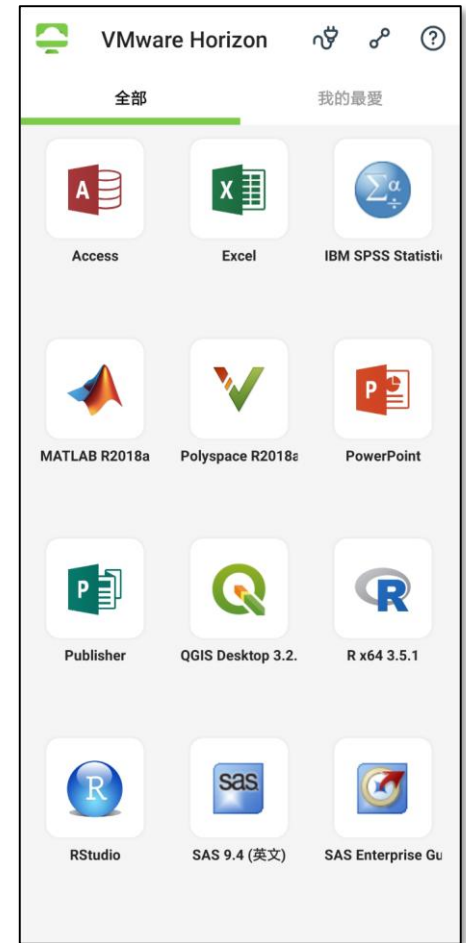 VMware Horizon
全部 我的最愛
Access Excel IBM SPSS Statisti
MATLAB R2018a Polyspace R2018a PowerPoint
Publisher QGIS Desktop 3.2. R x64 3.5.1
RStudio SAS 9.4 (英文) SAS Enterprise Gu